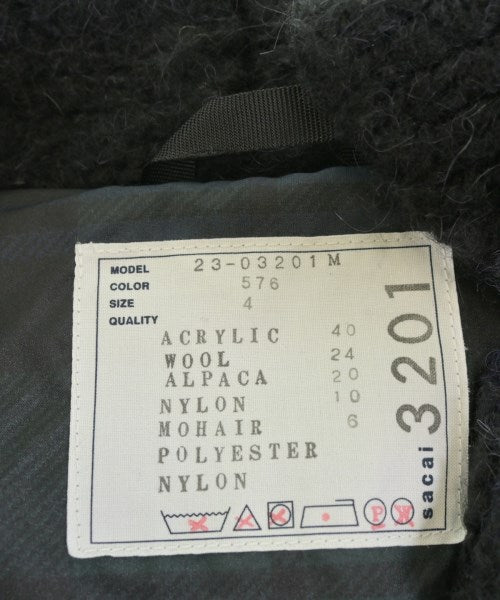 MODEL 23-03201M
COLOR 576
SIZE 4
QUALITY
ACRYLIC 40
WOOL 24
ALPACA 20
NYLON 10
MOHAIR 6
POLYESTER
NYLON
P W
sacai 3201